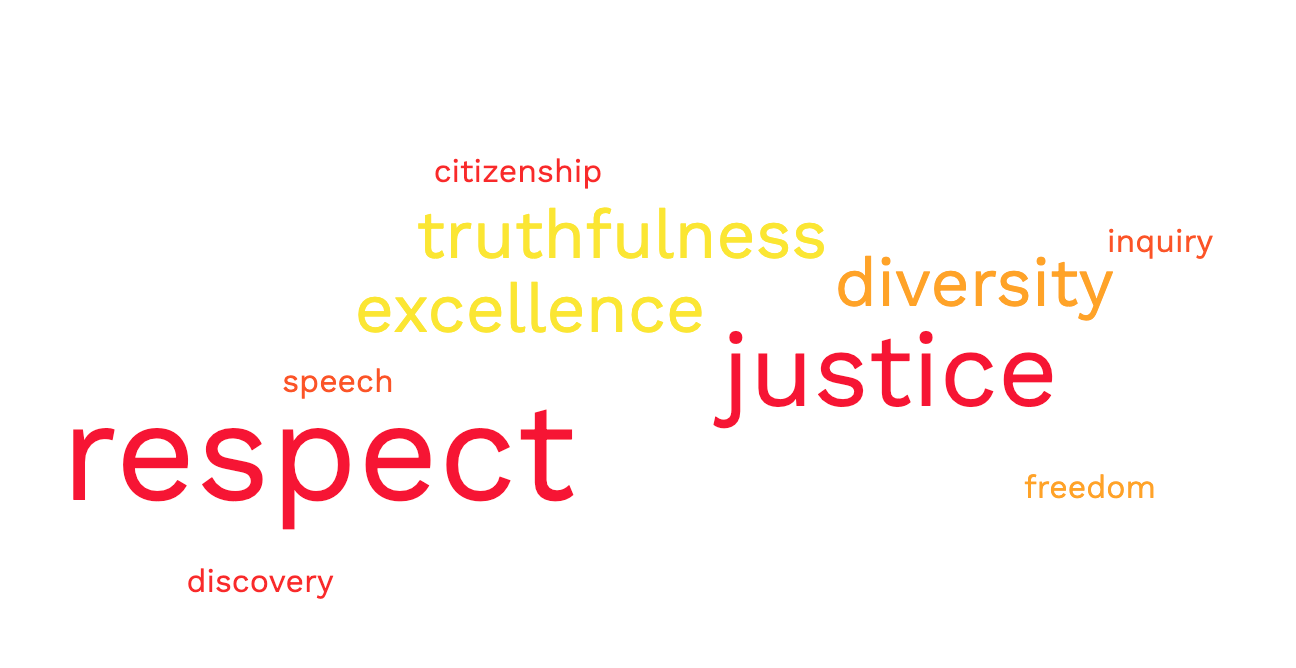 citizenship
truthfulness
inquiry
diversity
excellence
justice
speech
respect
freedom
discovery